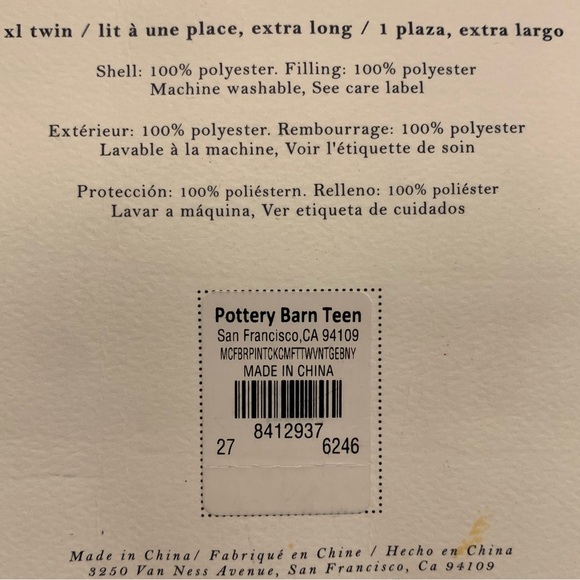 xl twin / lit à une place, extra long / 1 plaza, extra largo
Shell: 100% polyester. Filling: 100% polyester
Machine washable, See care label
Extérieur: 100% polyester. Rembourrage: 100% polyester
Lavable à la machine, Voir l'étiquette de soin
Protección: 100% poliéstern. Relleno: 100% poliéster
Lavar a máquina, Ver etiqueta de cuidados
Pottery Barn Teen
San Francisco,CA 94109
MCFBRPINTCKCMFTTWVNTGEBNY
MADE IN CHINA
8412937
27 6246
Made in China/ Fabriqué en Chine / Hecho en China
3250 Van Ness Avenue, San Francisco, Ca 94109